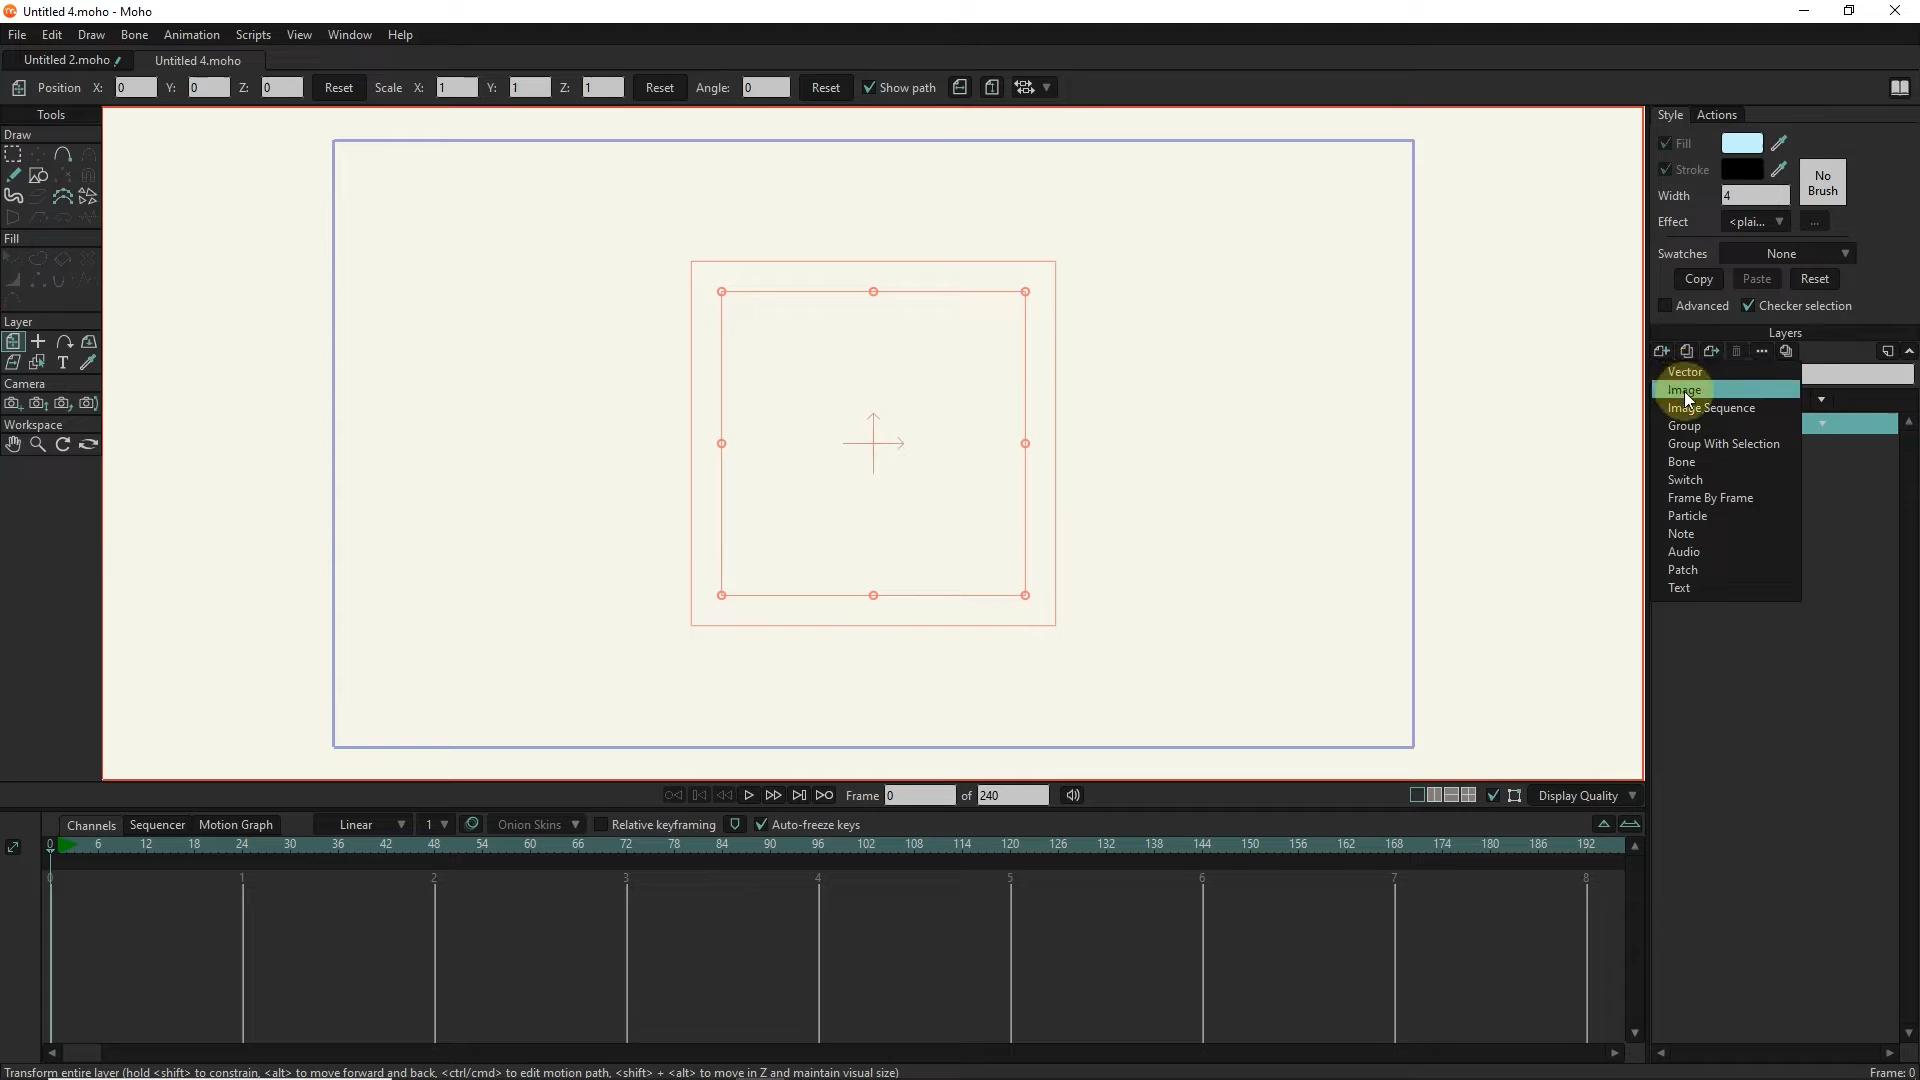 Untitled 4.moho - Moho
File Edit Draw Bone Animation Scripts View Window Help
Untitled 2.moho Untitled 4.moho
Position X: 0 Y: 0 Z: 0 Reset Scale X: 1 Y: 1 Z: 1 Reset Angle: 0 Reset Show path
Tools
Draw
Fill
Layer
T
Camera
Workspace
Style Actions
Fill
Stroke
No
Brush
Width 4
Effect <plai... ...
Swatches None
Copy Paste Reset
Advanced Checker selection
Layers
Vector
Image
Image Sequence
Group
Group With Selection
Bone
Switch
Frame By Frame
Particle
Note
Audio
Patch
Text
Frame 0 of 240 Display Quality
Channels Sequencer Motion Graph Linear 1 Onion Skins Relative keyframing Auto-freeze keys
0 6 12 18 24 30 36 42 48 54 60 66 72 78 84 90 96 102 108 114 120 126 132 138 144 150 156 162 168 174 180 186 192
0 1 2 3 4 5 6 7 8
Transform entire layer (hold <shift> to constrain, <alt> to move forward and back, <ctrl/cmd> to edit motion path, <shift> + <alt> to move in Z and maintain visual size) Frame: 0